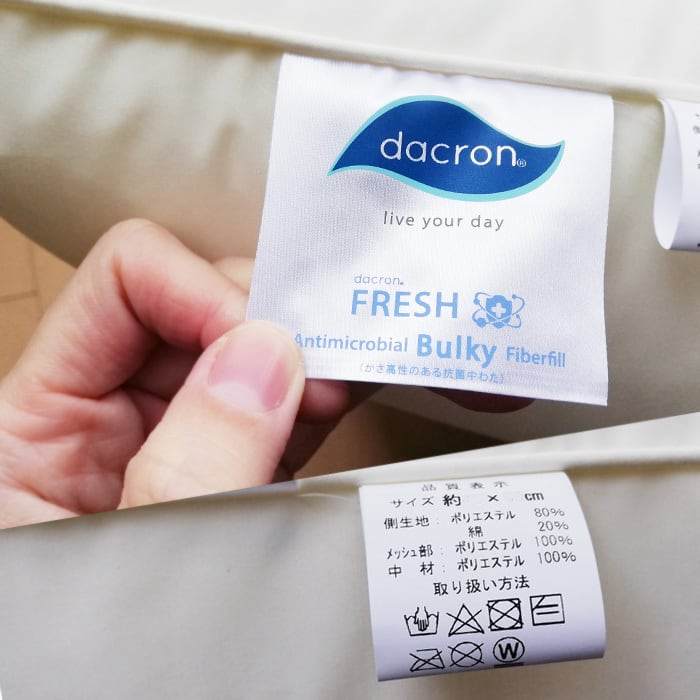 dacron®
live your day
dacron®
FRESH
Antimicrobial Bulky Fiberfill
(かさ高性のある抗菌中わた)
品質表示
サイズ 約 × cm
側生地: ポリエステル 80%
綿 20%
メッシュ部: ポリエステル 100%
中材: ポリエステル 100%
取り扱い方法
W